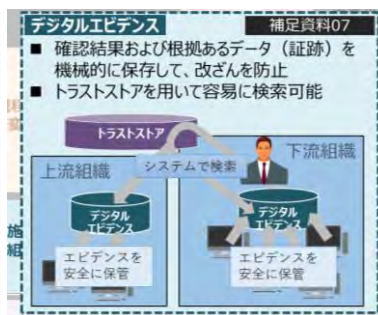 デジタルエビデンス
補足資料07
■ 確認結果および根拠あるデータ（証跡）を
機械的に保存して、改ざんを防止
■ トラストストアを用いて容易に検索可能
トラストストア
システムで検索
下流組織
上流組織
デジタル
エビデンス
デジタル
エビデンス
エビデンスを
安全に保管
エビデンスを
安全に保管
施
組